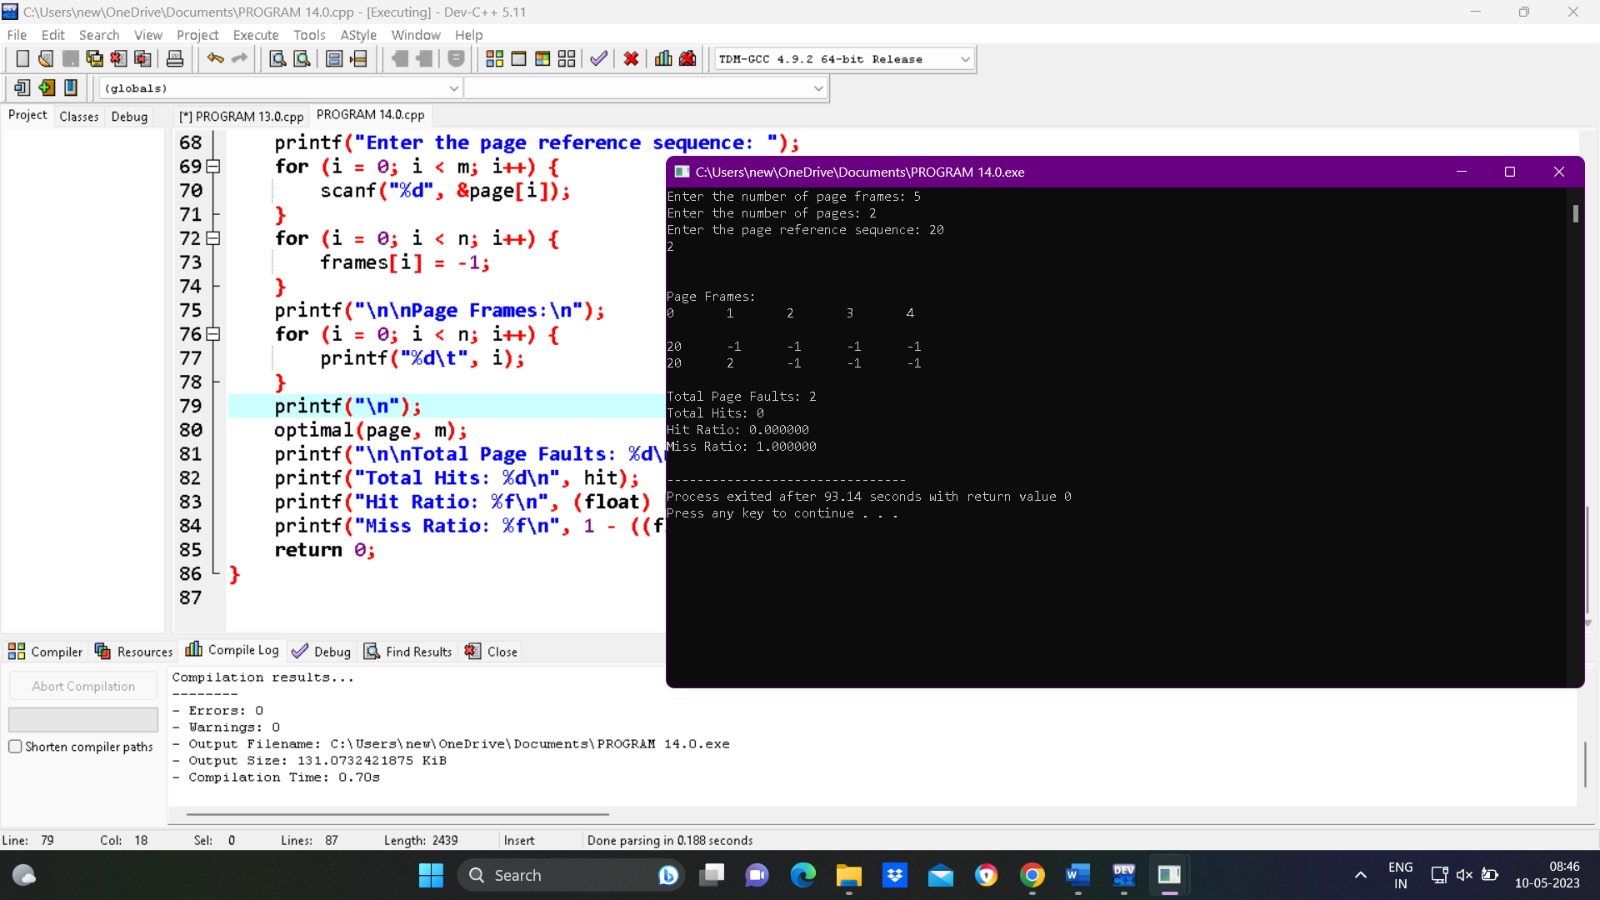 C:\Users\new\OneDrive\Documents\PROGRAM 14.0.cpp - [Executing] - Dev-C++ 5.11
File Edit Search View Project Execute Tools AStyle Window Help
TDM-GCC 4.9.2 64-bit Release
(globals)
Project Classes Debug
[*] PROGRAM 13.0.cpp PROGRAM 14.0.cpp
68 printf("Enter the page reference sequence: ");
69 for (i = 0; i < m; i++) {
70 scanf("%d", &page[i]);
71 }
72 for (i = 0; i < n; i++) {
73 frames[i] = -1;
74 }
75 printf("\n\nPage Frames:\n");
76 for (i = 0; i < n; i++) {
77 printf("%d\t", i);
78 }
79 printf("\n");
80 optimal(page, m);
81 printf("\n\nTotal Page Faults: %d\
82 printf("Total Hits: %d\n", hit);
83 printf("Hit Ratio: %f\n", (float)
84 printf("Miss Ratio: %f\n", 1 - ((f
85 return 0;
86 }
87
C:\Users\new\OneDrive\Documents\PROGRAM 14.0.exe
Enter the number of page frames: 5
Enter the number of pages: 2
Enter the page reference sequence: 20
2
Page Frames:
0 1 2 3 4
20 -1 -1 -1 -1
20 2 -1 -1 -1
Total Page Faults: 2
Total Hits: 0
Hit Ratio: 0.000000
Miss Ratio: 1.000000
--------------------------------
Process exited after 93.14 seconds with return value 0
Press any key to continue . . .
Compiler Resources Compile Log Debug Find Results Close
Abort Compilation
Shorten compiler paths
Compilation results...
--------
- Errors: 0
- Warnings: 0
- Output Filename: C:\Users\new\OneDrive\Documents\PROGRAM 14.0.exe
- Output Size: 131.0732421875 KiB
- Compilation Time: 0.70s
Line: 79 Col: 18 Sel: 0 Lines: 87 Length: 2439 Insert Done parsing in 0.188 seconds
Search
DEV
ENG
IN
08:46
10-05-2023